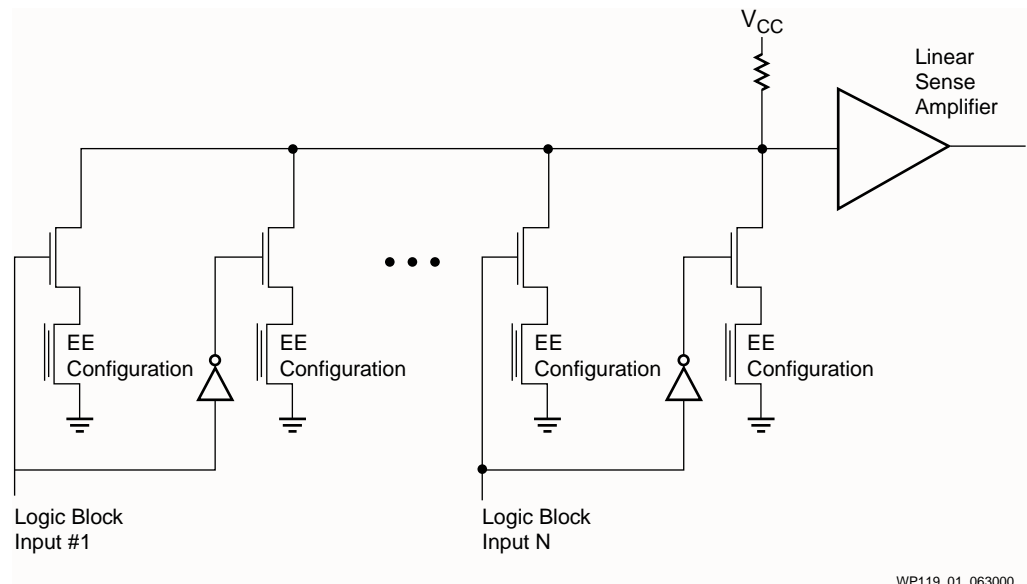 VCC
Linear
Sense
Amplifier
EE
Configuration
EE
Configuration
EE
Configuration
EE
Configuration
Logic Block
Input #1
Logic Block
Input N
WP119_01_063000